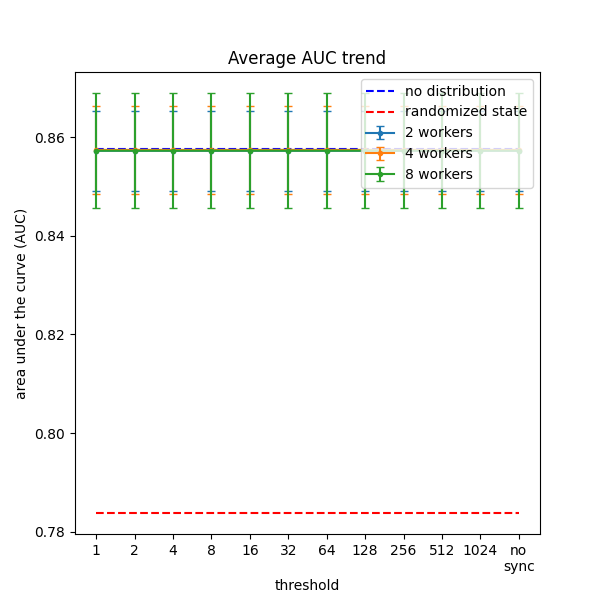 Average AUC trend
no distribution
randomized state
2 workers
4 workers
8 workers
area under the curve (AUC)
0.86
0.84
0.82
0.80
0.78
1 2 4 8 16 32 64 128 256 512 1024 no
sync
threshold